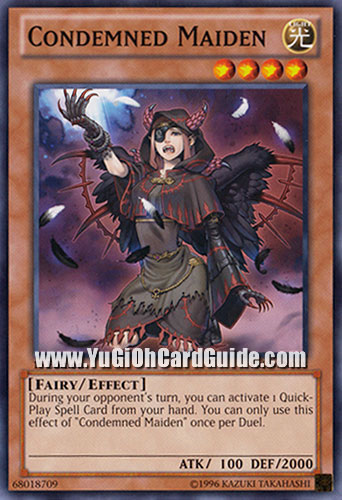 CONDEMNED MAIDEN
LIGHT
光
www.YuGiOhCardGuide.com
[FAIRY/EFFECT]
During your opponent's turn, you can activate 1 Quick-
Play Spell Card from your hand. You can only use this
effect of "Condemned Maiden" once per Duel.
ATK/ 100 DEF/2000
68018709
©1996 KAZUKI TAKAHASHI